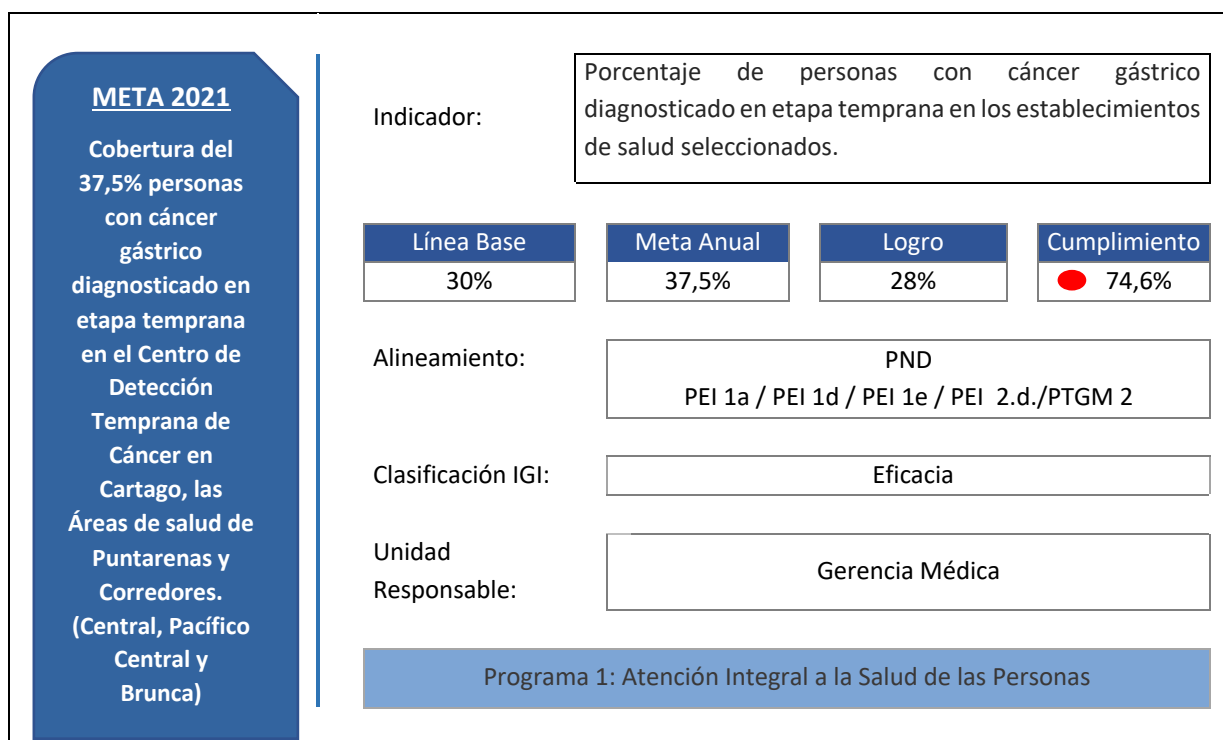 META 2021
Cobertura del
37,5% personas
con cáncer
gástrico
diagnosticado en
etapa temprana
en el Centro de
Detección
Temprana de
Cáncer en
Cartago, las
Áreas de salud de
Puntarenas y
Corredores.
(Central, Pacífico
Central y
Brunca)
Indicador:
Porcentaje de personas con cáncer gástrico
diagnosticado en etapa temprana en los establecimientos
de salud seleccionados.
Línea Base
30%
Meta Anual
37,5%
Logro
28%
Cumplimiento
74,6%
Alineamiento:
PND
PEI 1a / PEI 1d / PEI 1e / PEI 2.d./PTGM 2
Clasificación IGI:
Eficacia
Unidad
Responsable:
Gerencia Médica
Programa 1: Atención Integral a la Salud de las Personas